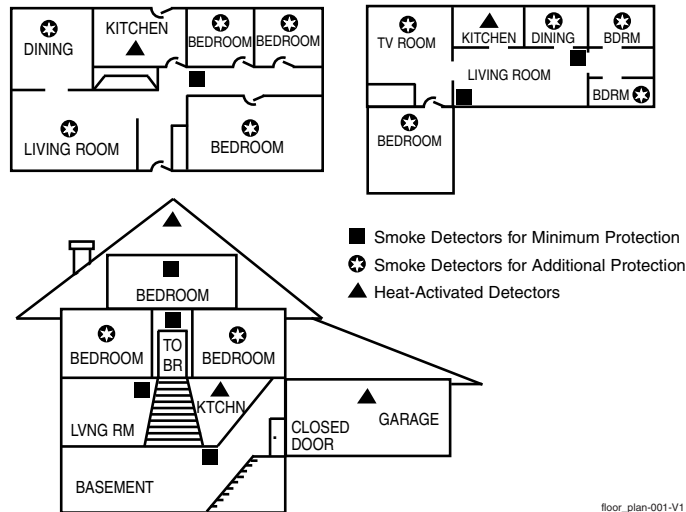 DINING
KITCHEN
BEDROOM
BEDROOM
LIVING ROOM
BEDROOM
TV ROOM
KITCHEN
DINING
BDRM
LIVING ROOM
BDRM
BEDROOM
Smoke Detectors for Minimum Protection
Smoke Detectors for Additional Protection
Heat-Activated Detectors
BEDROOM
BEDROOM
TO
BR
BEDROOM
LVNG RM
KTCHN
CLOSED
DOOR
GARAGE
BASEMENT
floor_plan-001-V1